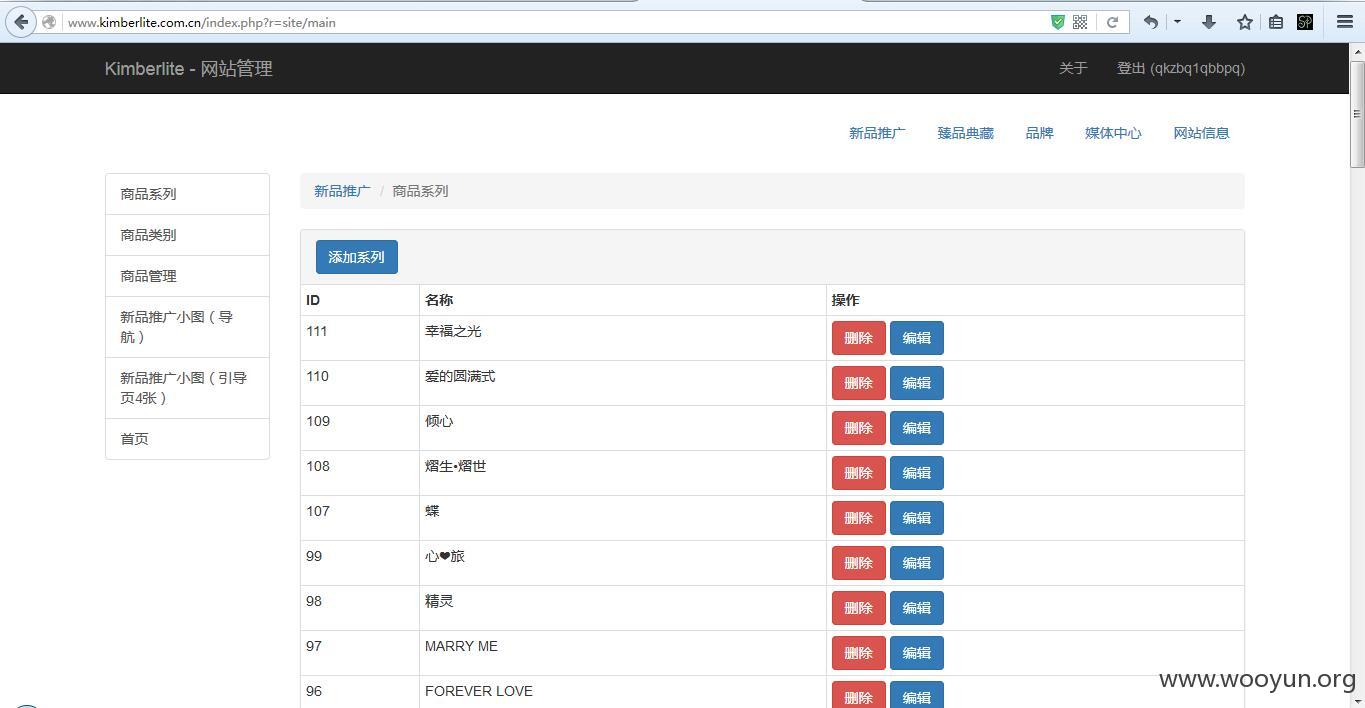 www.kimberlite.com.cn/index.php?r=site/main
Kimberlite - 网站管理
关于
登出 (qkzbq1qbbpq)
新品推广
臻品典藏
品牌
媒体中心
网站信息
商品系列
商品类别
商品管理
新品推广小图 ( 导
航 )
新品推广小图 ( 引导
页4张 )
首页
新品推广 / 商品系列
添加系列
ID 名称 操作
111 幸福之光 删除 编辑
110 爱的圆满式 删除 编辑
109 倾心 删除 编辑
108 熠生•熠世 删除 编辑
107 蝶 删除 编辑
99 心❤旅 删除 编辑
98 精灵 删除 编辑
97 MARRY ME 删除 编辑
96 FOREVER LOVE 删除 编辑
www.wooyun.org